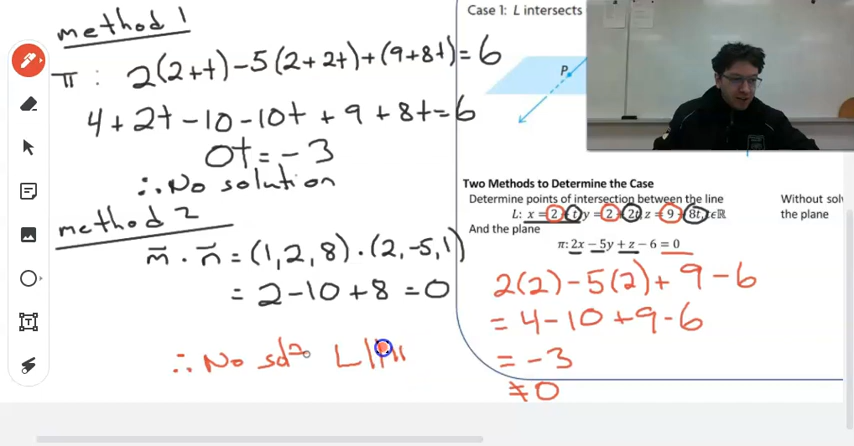 method 1
π: 2(2+t)-5(2+2t)+(9+8t)=6
4+2t-10-10t+9+8t=6
0t=-3
∴No solution
method 2
m⃗ · n⃗ = (1,2,8)·(2,-5,1)
= 2-10+8=0
∴ No sol² L||
Case 1: L intersects
P
Two Methods to Determine the Case
Determine points of intersection between the line
L: x = 2 + t, y = 2 + 2t, z = 9 + 8t, t∈ℝ
And the plane
π: 2x − 5y + z − 6 = 0
Without sol
the plane
2(2)-5(2)+9-6
= 4-10+9-6
= -3
≠0